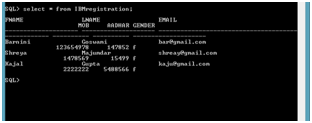 SQL> select * from IBMregistration;
FNAME LNAME EMAIL
MOB AADHAR GENDER
Barnini Goswami bar@gmail.com
123654978 147852 f
Shreya Majumdar shreay@gmail.com
1478569 15499 f
Kajal Gupta kaju@gmail.com
2222222 5488566 f
SQL>